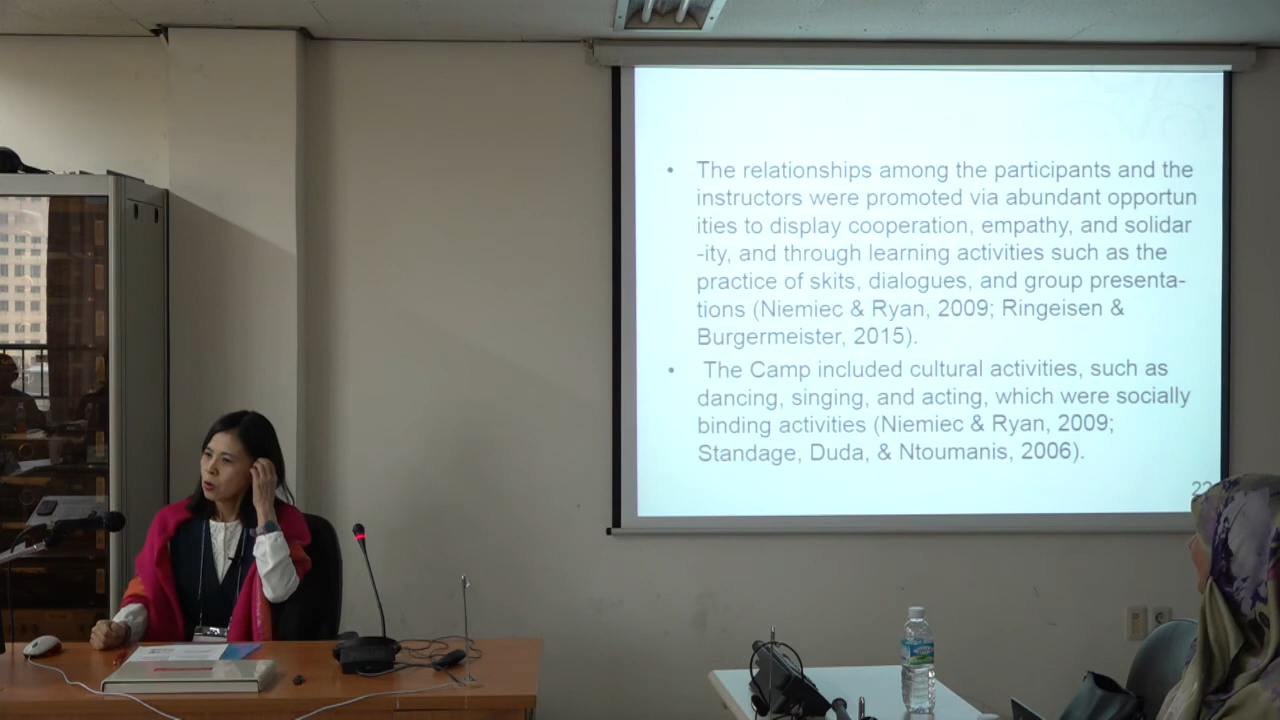 • The relationships among the participants and the
instructors were promoted via abundant opportun
ities to display cooperation, empathy, and solidar
-ity, and through learning activities such as the
practice of skits, dialogues, and group presenta-
tions (Niemiec & Ryan, 2009; Ringeisen &
Burgermeister, 2015).
• The Camp included cultural activities, such as
dancing, singing, and acting, which were socially
binding activities (Niemiec & Ryan, 2009;
Standage, Duda, & Ntoumanis, 2006).